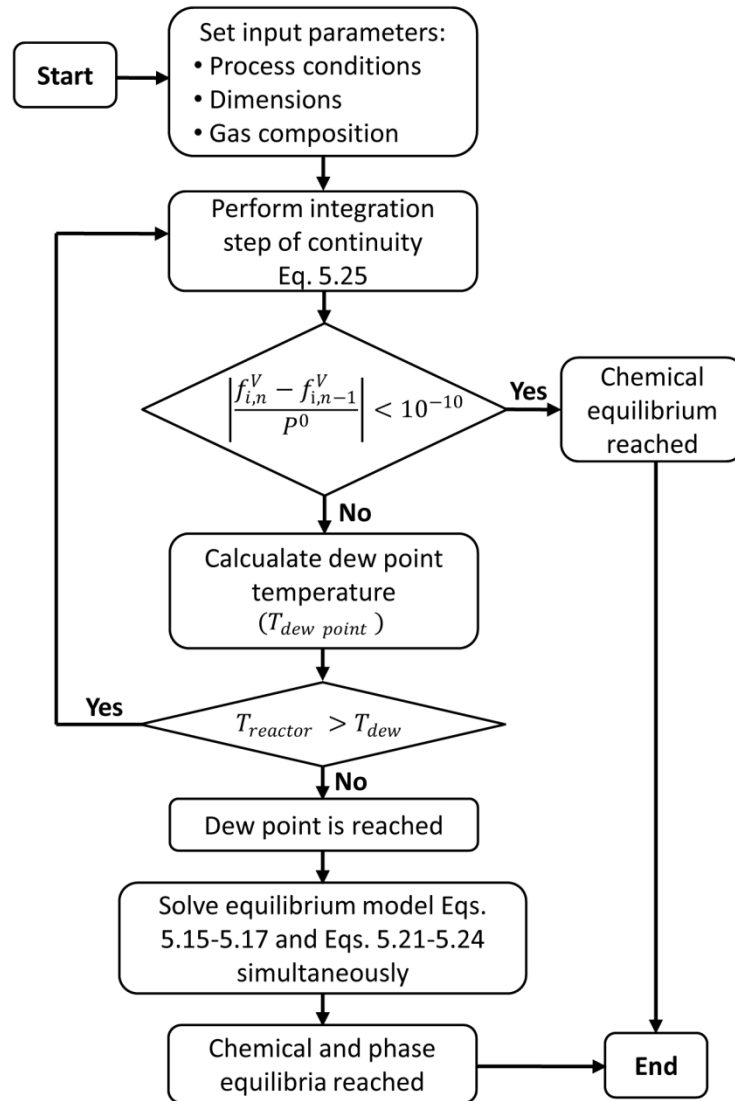 Start
Set input parameters:
• Process conditions
• Dimensions
• Gas composition
Perform integration
step of continuity
Eq. 5.25
|(f_{i,n}^V − f_{i,n−1}^V)/P^0| < 10^{−10}
Yes
Chemical
equilibrium
reached
No
Calcualate dew point
temperature
(T_{dew point})
Yes
T_{reactor} > T_{dew}
No
Dew point is reached
Solve equilibrium model Eqs.
5.15-5.17 and Eqs. 5.21-5.24
simultaneously
Chemical and phase
equilibria reached
End